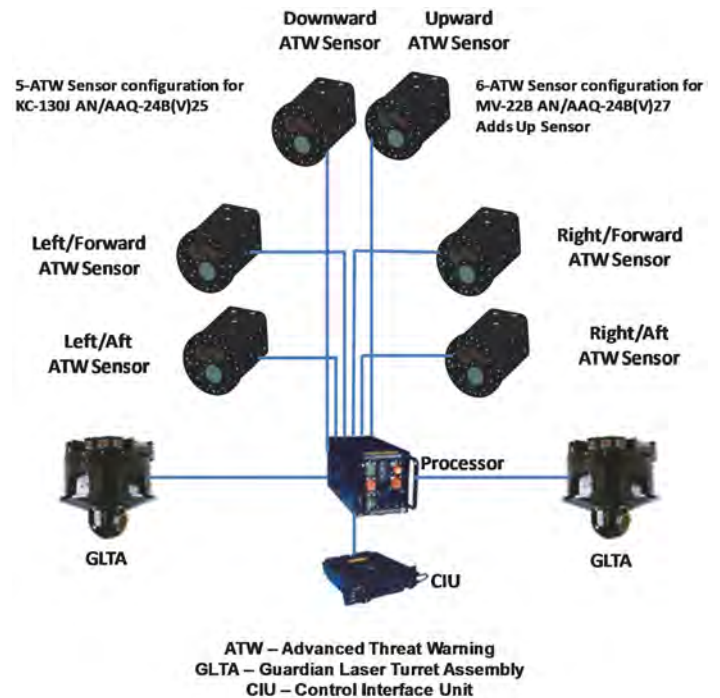 Downward
ATW Sensor
Upward
ATW Sensor
5-ATW Sensor configuration for
KC-130J AN/AAQ-24B(V)25
6-ATW Sensor configuration for
MV-22B AN/AAQ-24B(V)27
Adds Up Sensor
Left/Forward
ATW Sensor
Right/Forward
ATW Sensor
Left/Aft
ATW Sensor
Right/Aft
ATW Sensor
Processor
GLTA
GLTA
CIU
ATW – Advanced Threat Warning
GLTA – Guardian Laser Turret Assembly
CIU – Control Interface Unit